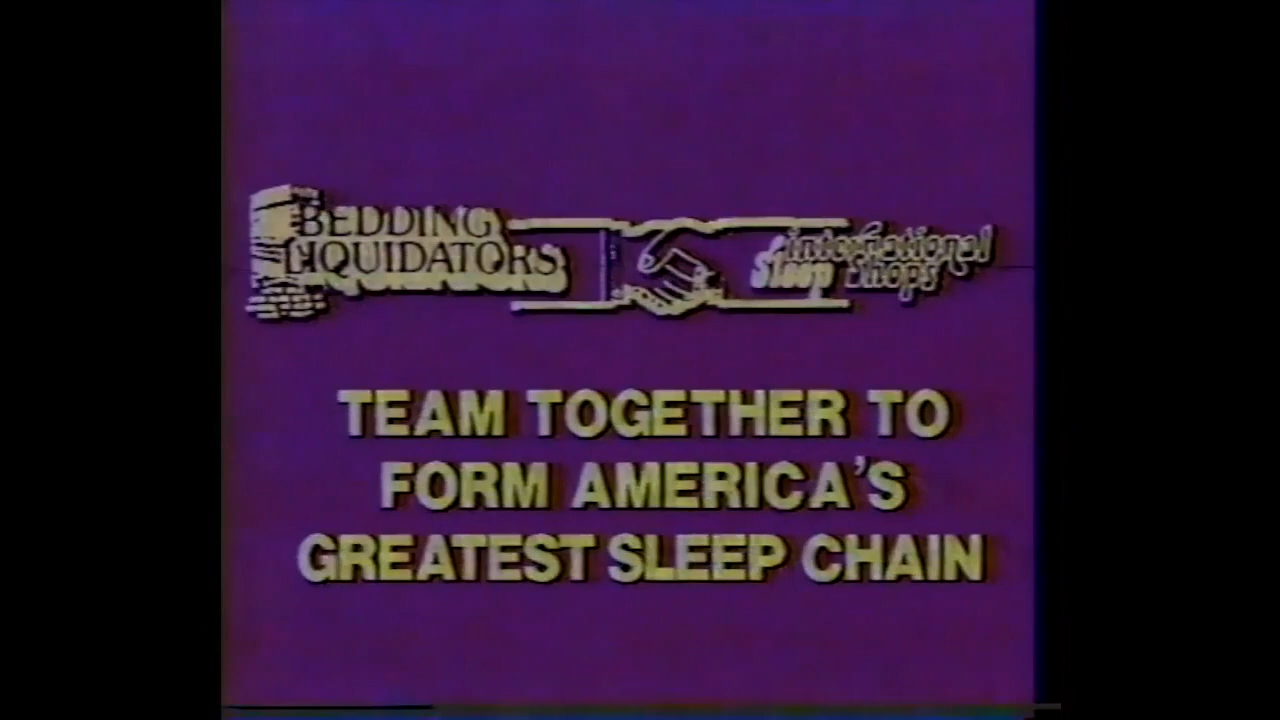 BEDDING
LIQUIDATORS
international
Sleep Shops
TEAM TOGETHER TO
FORM AMERICA'S
GREATEST SLEEP CHAIN